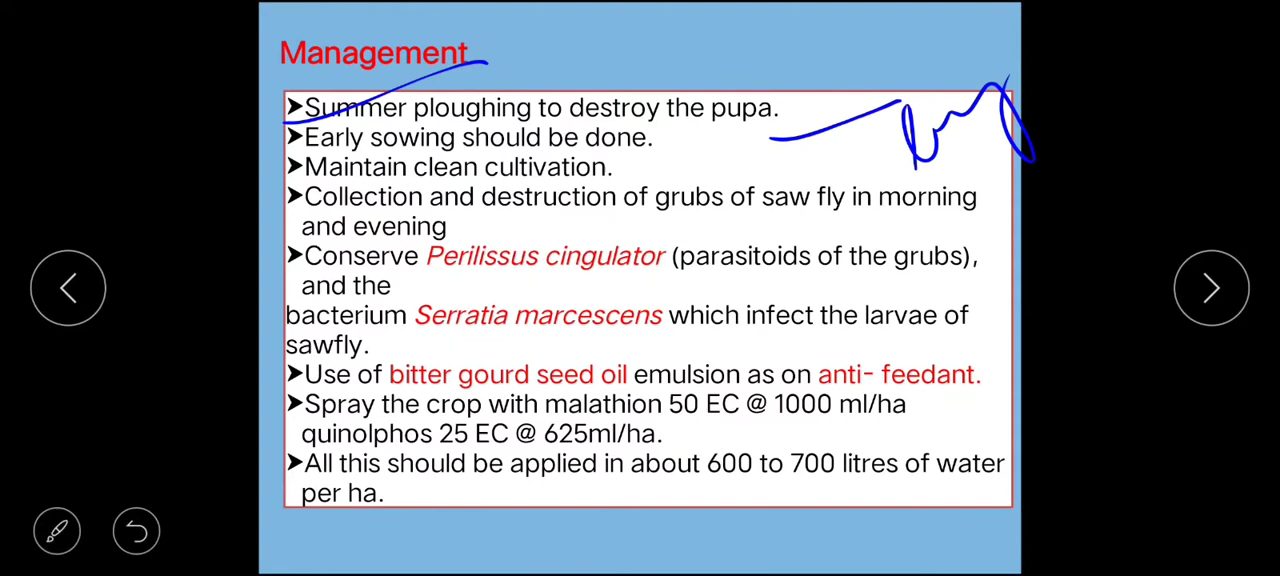 Management
➤Summer ploughing to destroy the pupa.
➤Early sowing should be done.
➤Maintain clean cultivation.
➤Collection and destruction of grubs of saw fly in morning
and evening
➤Conserve Perilissus cingulator (parasitoids of the grubs),
and the
bacterium Serratia marcescens which infect the larvae of
sawfly.
➤Use of bitter gourd seed oil emulsion as on anti- feedant.
➤Spray the crop with malathion 50 EC @ 1000 ml/ha
quinolphos 25 EC @ 625ml/ha.
➤All this should be applied in about 600 to 700 litres of water
per ha.